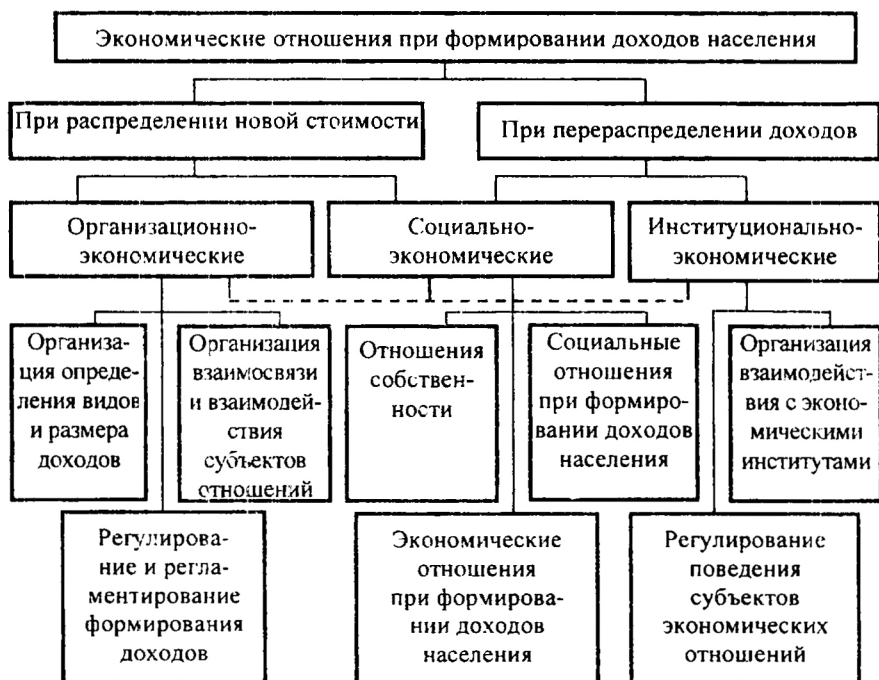 Экономические отношения при формировании доходов населения
При распределении новой стоимости
При перераспределении доходов
Организационно-
экономические
Социально-
экономические
Институционально-
экономические
Организа-
ция опреде-
ления видов
и размера
доходов
Организация
взаимосвязи
и взаимодей-
ствия
субъектов
отношений
Отношения
собствен-
ности
Социальные
отношения
при формиро-
вании доходов
населения
Организация
взаимодейст-
вия с эконо-
мическими
институтами
Регулирова-
ние и регла-
ментирование
формирования
доходов
Экономические
отношения
при формирова-
нии доходов
населения
Регулирование
поведения
субъектов
экономических
отношений